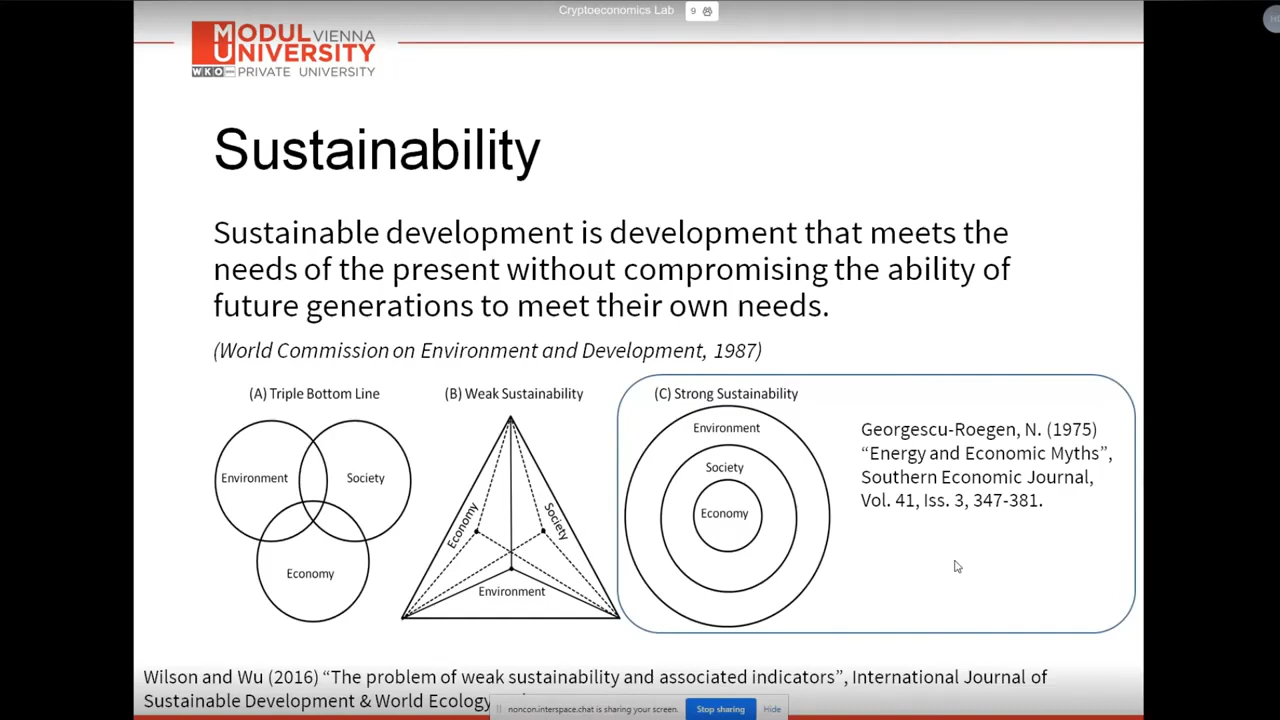 Cryptoeconomics Lab 9
MODUL VIENNA
UNIVERSITY
WKO PRIVATE UNIVERSITY
Sustainability
Sustainable development is development that meets the
needs of the present without compromising the ability of
future generations to meet their own needs.
(World Commission on Environment and Development, 1987)
(A) Triple Bottom Line
Environment
Society
Economy
(B) Weak Sustainability
Economy
Society
Environment
(C) Strong Sustainability
Environment
Society
Economy
Georgescu-Roegen, N. (1975)
“Energy and Economic Myths”,
Southern Economic Journal,
Vol. 41, Iss. 3, 347-381.
Wilson and Wu (2016) “The problem of weak sustainability and associated indicators”, International Journal of
Sustainable Development & World Ecology
noncon.interspace.chat is sharing your screen. Stop sharing Hide